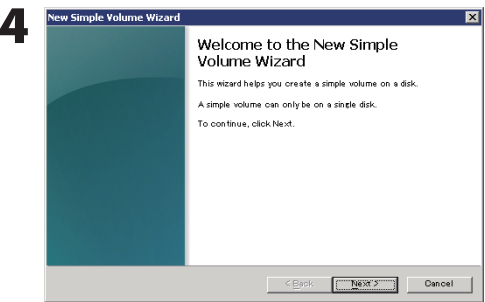 4
New Simple Volume Wizard
Welcome to the New Simple
Volume Wizard
This wizard helps you create a simple volume on a disk.
A simple volume can only be on a single disk.
To continue, click Next.
< Back Next > Cancel